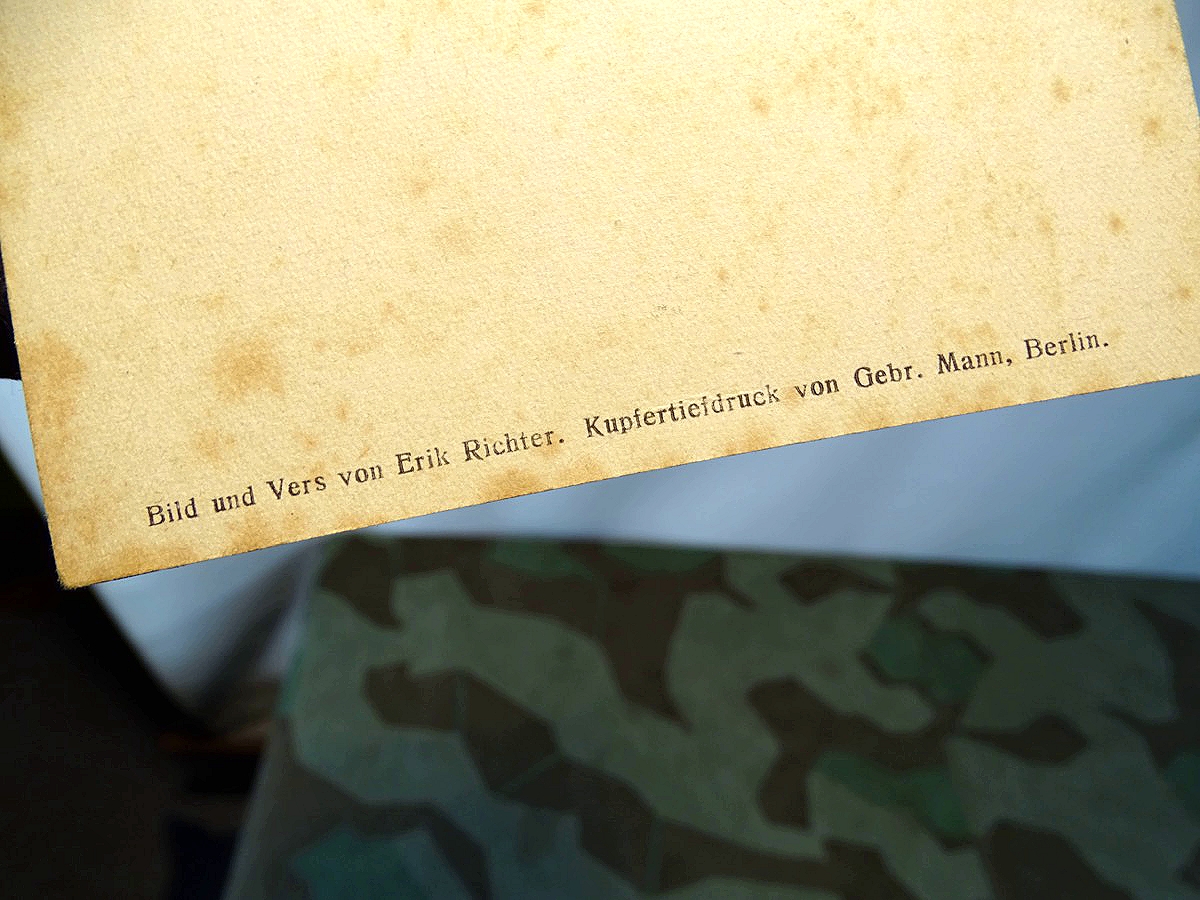 Bild und Vers von Erik Richter. Kupfertiefdruck von Gebr. Mann, Berlin.